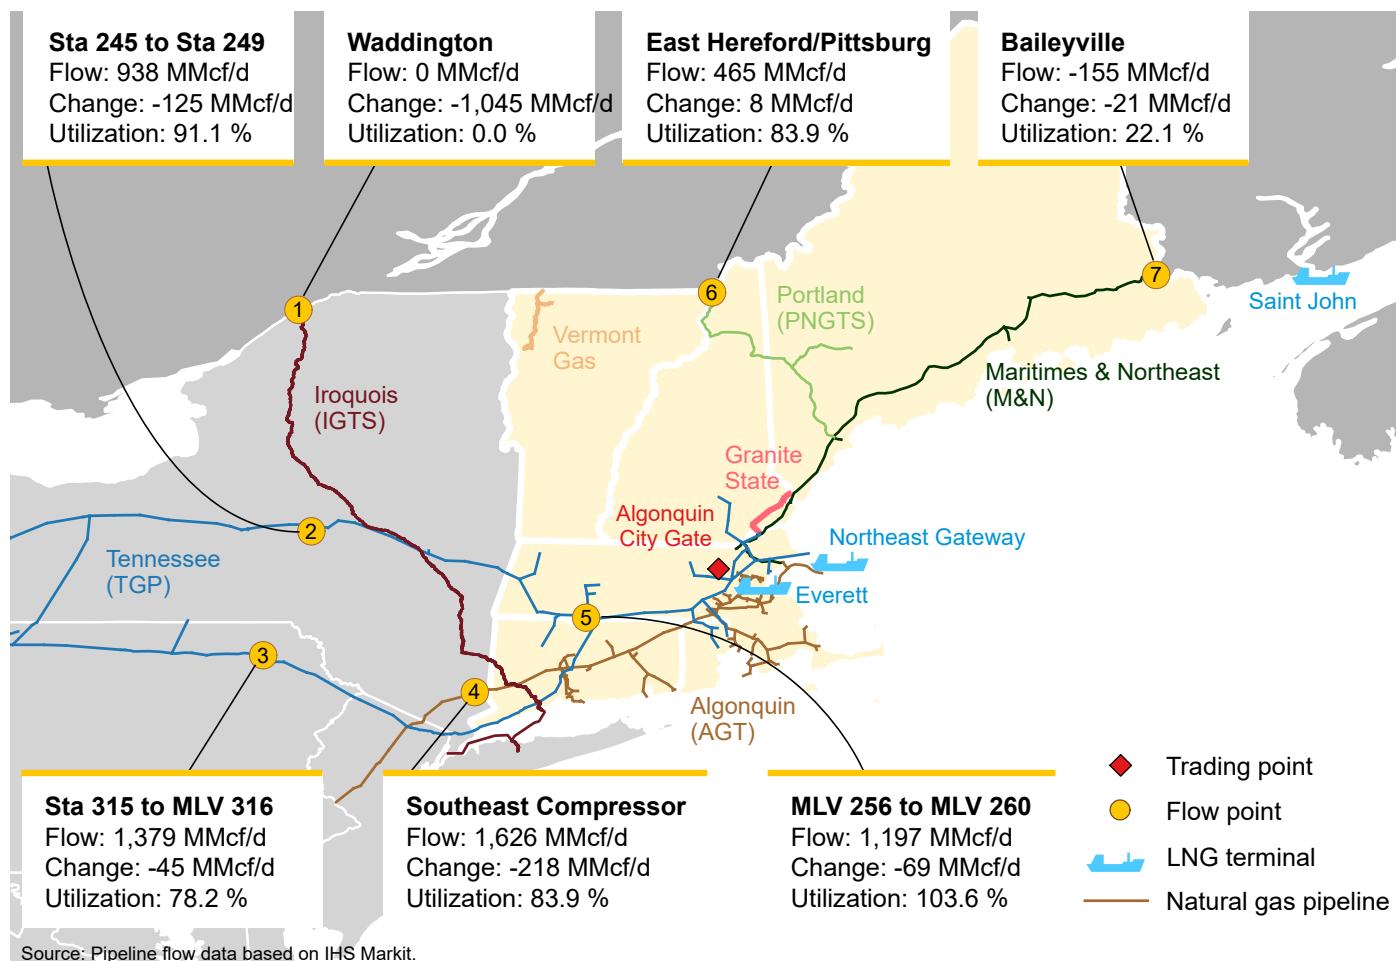 Sta 245 to Sta 249
Flow: 938 MMcf/d
Change: -125 MMcf/d
Utilization: 91.1 %
Waddington
Flow: 0 MMcf/d
Change: -1,045 MMcf/d
Utilization: 0.0 %
East Hereford/Pittsburg
Flow: 465 MMcf/d
Change: 8 MMcf/d
Utilization: 83.9 %
Baileyville
Flow: -155 MMcf/d
Change: -21 MMcf/d
Utilization: 22.1 %
7
6
1
Saint John
Portland
(PNGTS)
Vermont
Gas
Maritimes & Northeast
(M&N)
Iroquois
(IGTS)
Granite
State
Algonquin
City Gate
2
Northeast Gateway
Tennessee
(TGP)
Everett
5
3
4
Algonquin
(AGT)
Sta 315 to MLV 316
Flow: 1,379 MMcf/d
Change: -45 MMcf/d
Utilization: 78.2 %
Southeast Compressor
Flow: 1,626 MMcf/d
Change: -218 MMcf/d
Utilization: 83.9 %
MLV 256 to MLV 260
Flow: 1,197 MMcf/d
Change: -69 MMcf/d
Utilization: 103.6 %
Trading point
Flow point
LNG terminal
Natural gas pipeline
Source: Pipeline flow data based on IHS Markit.